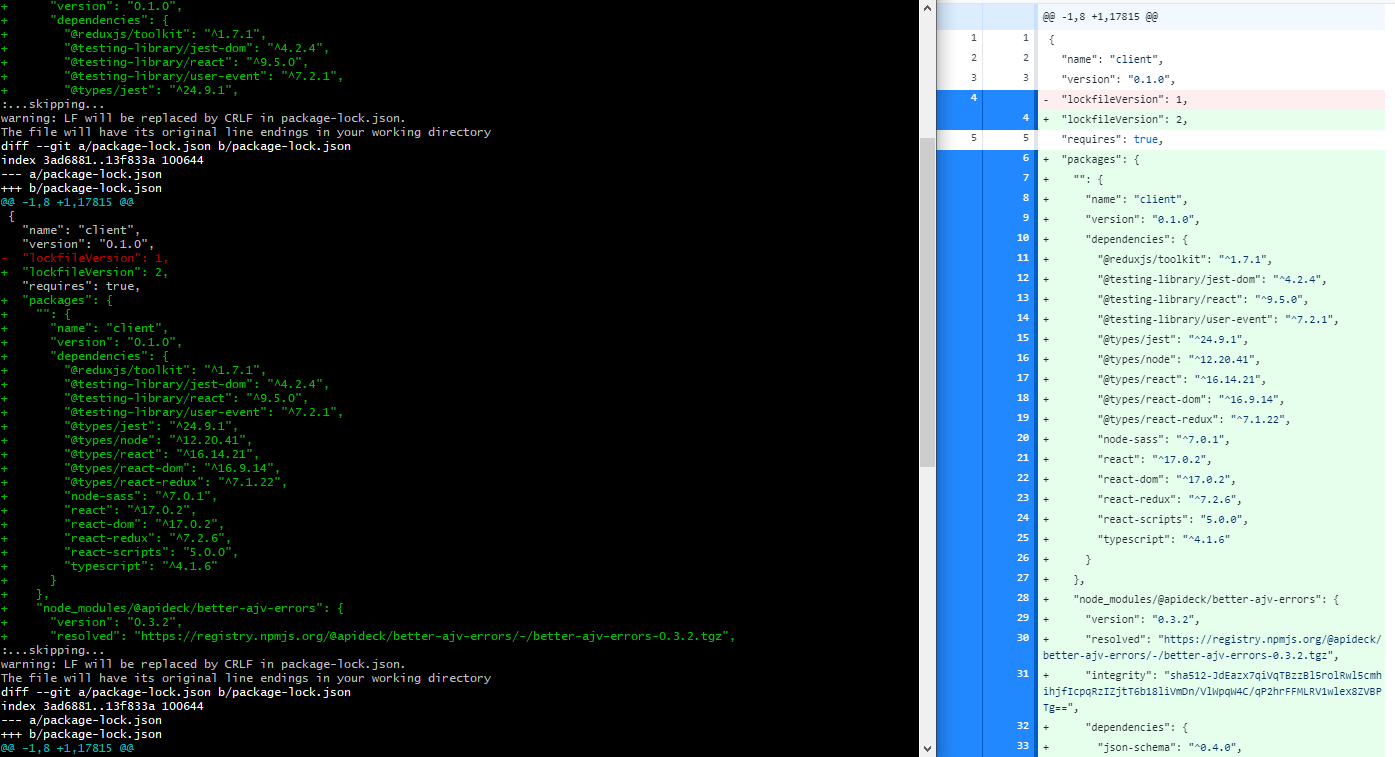 +      "version": "0.1.0",
+      "dependencies": {
+        "@reduxjs/toolkit": "^1.7.1",
+        "@testing-library/jest-dom": "^4.2.4",
+        "@testing-library/react": "^9.5.0",
+        "@testing-library/user-event": "^7.2.1",
+        "@types/jest": "^24.9.1",
:...skipping...
warning: LF will be replaced by CRLF in package-lock.json.
The file will have its original line endings in your working directory
diff --git a/package-lock.json b/package-lock.json
index 3ad6881..13f833a 100644
--- a/package-lock.json
+++ b/package-lock.json
@@ -1,8 +1,17815 @@
 {
   "name": "client",
   "version": "0.1.0",
-  "lockfileVersion": 1,
+  "lockfileVersion": 2,
   "requires": true,
+  "packages": {
+    "": {
+      "name": "client",
+      "version": "0.1.0",
+      "dependencies": {
+        "@reduxjs/toolkit": "^1.7.1",
+        "@testing-library/jest-dom": "^4.2.4",
+        "@testing-library/react": "^9.5.0",
+        "@testing-library/user-event": "^7.2.1",
+        "@types/jest": "^24.9.1",
+        "@types/node": "^12.20.41",
+        "@types/react": "^16.14.21",
+        "@types/react-dom": "^16.9.14",
+        "@types/react-redux": "^7.1.22",
+        "node-sass": "^7.0.1",
+        "react": "^17.0.2",
+        "react-dom": "^17.0.2",
+        "react-redux": "^7.2.6",
+        "react-scripts": "5.0.0",
+        "typescript": "^4.1.6"
+      }
+    },
+    "node_modules/@apideck/better-ajv-errors": {
+      "version": "0.3.2",
+      "resolved": "https://registry.npmjs.org/@apideck/better-ajv-errors/-/better-ajv-errors-0.3.2.tgz",
:...skipping...
warning: LF will be replaced by CRLF in package-lock.json.
The file will have its original line endings in your working directory
diff --git a/package-lock.json b/package-lock.json
index 3ad6881..13f833a 100644
--- a/package-lock.json
+++ b/package-lock.json
@@ -1,8 +1,17815 @@
@@ -1,8 +1,17815 @@
1 1 {
2 2 "name": "client",
3 3 "version": "0.1.0",
4 - "lockfileVersion": 1,
4 + "lockfileVersion": 2,
5 5 "requires": true,
6 + "packages": {
7 + "": {
8 + "name": "client",
9 + "version": "0.1.0",
10 + "dependencies": {
11 + "@reduxjs/toolkit": "^1.7.1",
12 + "@testing-library/jest-dom": "^4.2.4",
13 + "@testing-library/react": "^9.5.0",
14 + "@testing-library/user-event": "^7.2.1",
15 + "@types/jest": "^24.9.1",
16 + "@types/node": "^12.20.41",
17 + "@types/react": "^16.14.21",
18 + "@types/react-dom": "^16.9.14",
19 + "@types/react-redux": "^7.1.22",
20 + "node-sass": "^7.0.1",
21 + "react": "^17.0.2",
22 + "react-dom": "^17.0.2",
23 + "react-redux": "^7.2.6",
24 + "react-scripts": "5.0.0",
25 + "typescript": "^4.1.6"
26 + }
27 + },
28 + "node_modules/@apideck/better-ajv-errors": {
29 + "version": "0.3.2",
30 + "resolved": "https://registry.npmjs.org/@apideck/
better-ajv-errors/-/better-ajv-errors-0.3.2.tgz",
31 + "integrity": "sha512-JdEazx7qiVqTBzzBl5rolRwl5cmh
ihjfIcpqRzIZjtT6b18liVmDn/VlWpqW4C/qP2hrFFMLRV1wlex8ZVBP
Tg==",
32 + "dependencies": {
33 + "json-schema": "^0.4.0",